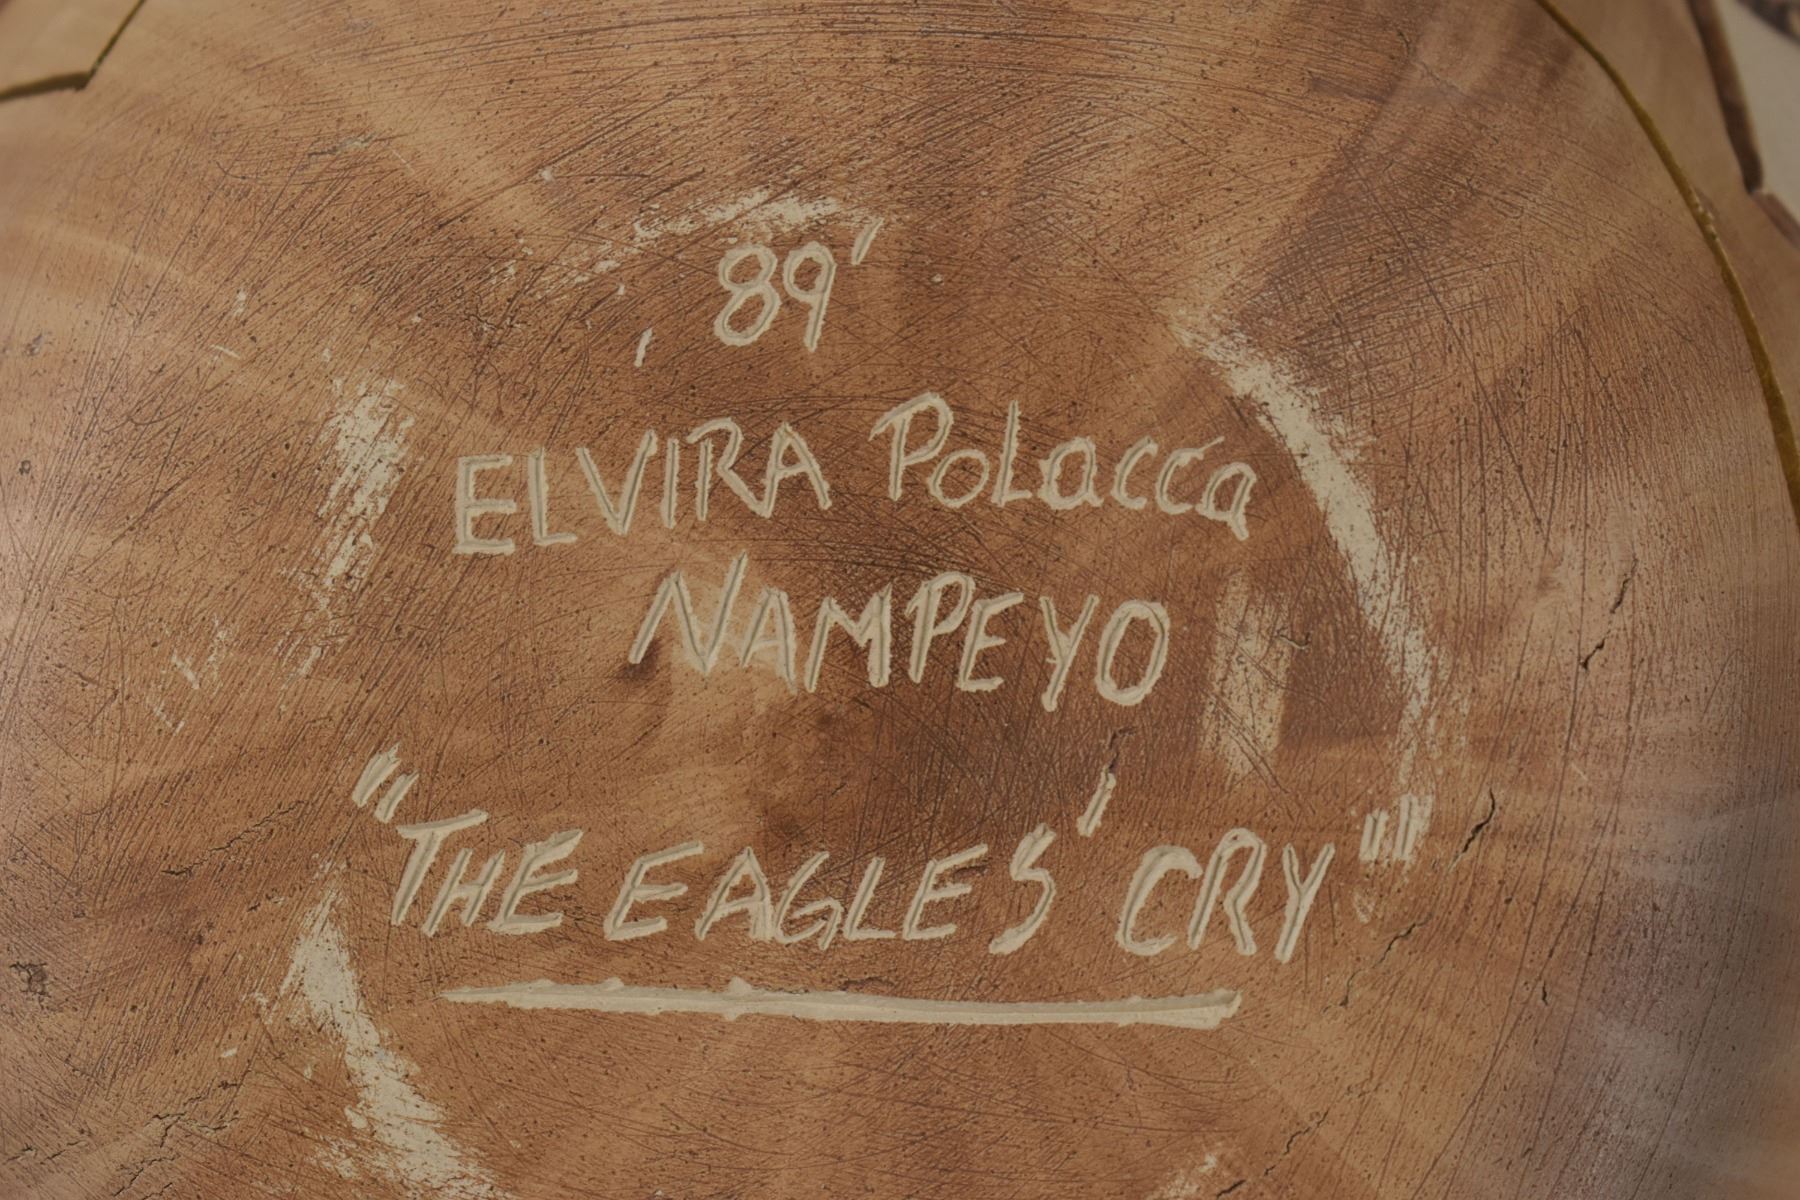 '89'
ELVIRA PoLacca
NAMPEYO
"THE EAGLES' CRY"